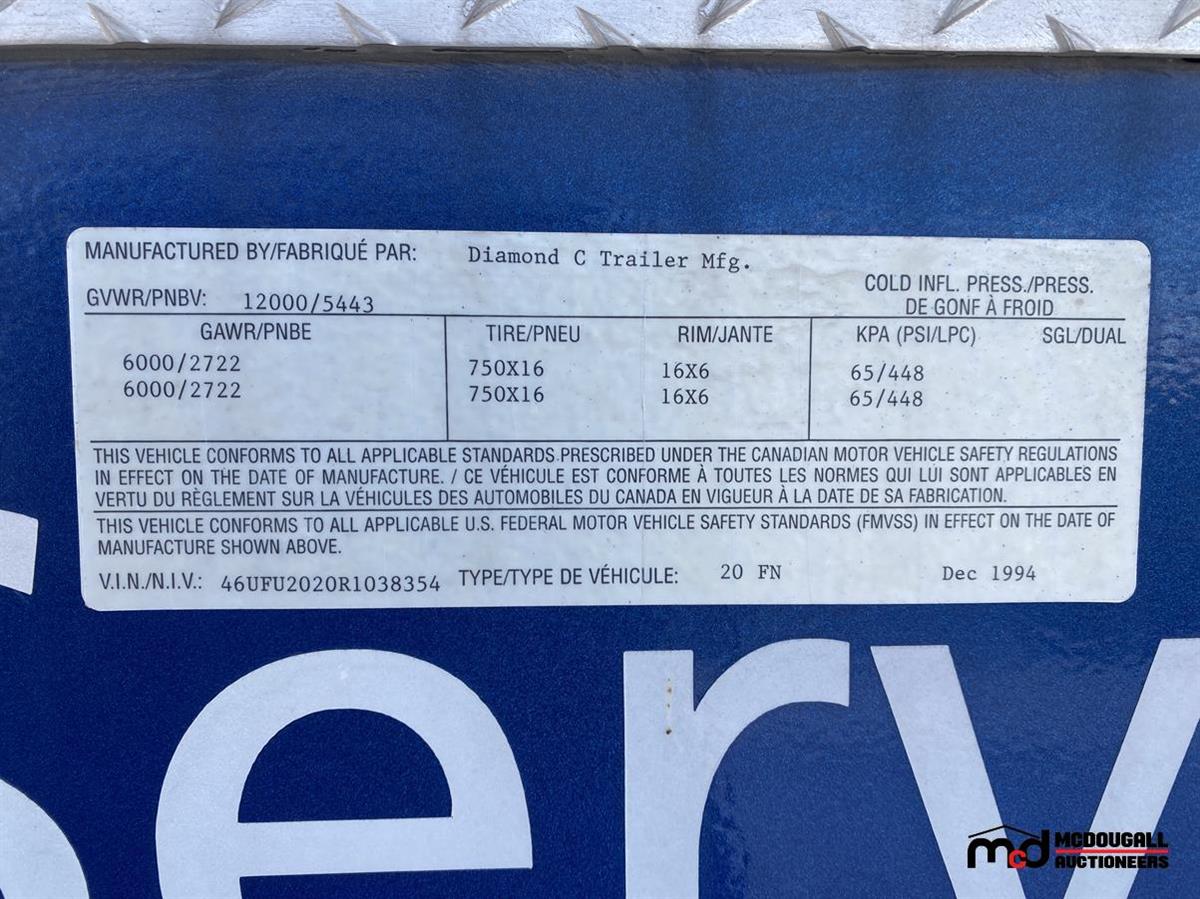 MANUFACTURED BY/FABRIQUÉ PAR: Diamond C Trailer Mfg.
GVWR/PNBV: 12000/5443
COLD INFL. PRESS./PRESS.
DE GONF À FROID
GAWR/PNBE TIRE/PNEU RIM/JANTE KPA (PSI/LPC) SGL/DUAL
6000/2722 750X16 16X6 65/448
6000/2722 750X16 16X6 65/448
THIS VEHICLE CONFORMS TO ALL APPLICABLE STANDARDS PRESCRIBED UNDER THE CANADIAN MOTOR VEHICLE SAFETY REGULATIONS
IN EFFECT ON THE DATE OF MANUFACTURE. / CE VÉHICULE EST CONFORME À TOUTES LES NORMES QUI LUI SONT APPLICABLES EN
VERTU DU RÈGLEMENT SUR LA VÉHICULES DES AUTOMOBILES DU CANADA EN VIGUEUR À LA DATE DE SA FABRICATION.
THIS VEHICLE CONFORMS TO ALL APPLICABLE U.S. FEDERAL MOTOR VEHICLE SAFETY STANDARDS (FMVSS) IN EFFECT ON THE DATE OF
MANUFACTURE SHOWN ABOVE.
V.I.N./N.I.V.: 46UFU2020R1038354 TYPE/TYPE DE VÉHICULE: 20 FN Dec 1994
Serv
mcd MCDOUGALL
AUCTIONEERS